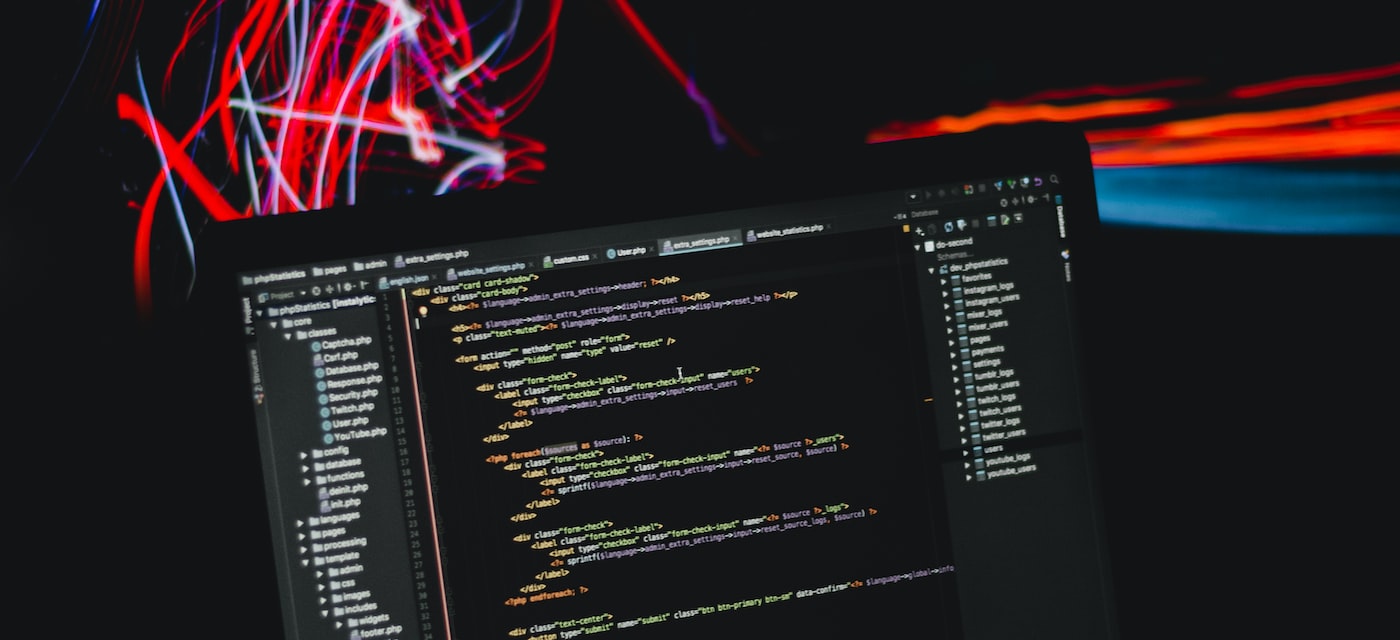 phpStatistics pages admin extra_settings.php
Project
english.json website_settings.php custom.css User.php extra_settings.php website_statistics.php
phpStatistics [instalytic
core
classes
Captcha.php
Csrf.php
Database.php
Response.php
Security.php
Twitch.php
User.php
YouTube.php
config
database
functions
deinit.php
init.php
languages
pages
processing
template
admin
css
images
includes
widgets
footer.php
Structure
<div class="card card-shadow">
<div class="card-body">
<h4><?= $language->admin_extra_settings->header; ?></h4>
<h5><?= $language->admin_extra_settings->display->reset ?></h5>
<p class="text-muted"><?= $language->admin_extra_settings->display->reset_help ?></p>
<form action="" method="post" role="form">
<input type="hidden" name="type" value="reset" />
<div class="form-check">
<label class="form-check-label">
<input type="checkbox" class="form-check-input" name="users">
<?= $language->admin_extra_settings->input->reset_users ?>
</label>
</div>
<?php foreach($sources as $source): ?>
<div class="form-check">
<label class="form-check-label">
<input type="checkbox" class="form-check-input" name="<?= $source ?>_users">
<?= sprintf($language->admin_extra_settings->input->reset_source, $source) ?>
</label>
</div>
<div class="form-check">
<label class="form-check-label">
<input type="checkbox" class="form-check-input" name="<?= $source ?>_logs">
<?= sprintf($language->admin_extra_settings->input->reset_source_logs, $source) ?>
</label>
</div>
<?php endforeach; ?>
<div class="text-center">
<button type="submit" name="submit" class="btn btn-primary btn-sm" data-confirm="<?= $language->global->info
Database
do-second
Schemas...
dev_phpstatistics
favorites
instagram_logs
instagram_users
mixer_logs
mixer_users
pages
payments
settings
tumblr_logs
tumblr_users
twitch_logs
twitch_users
twitter_logs
twitter_users
users
youtube_logs
youtube_users
Database